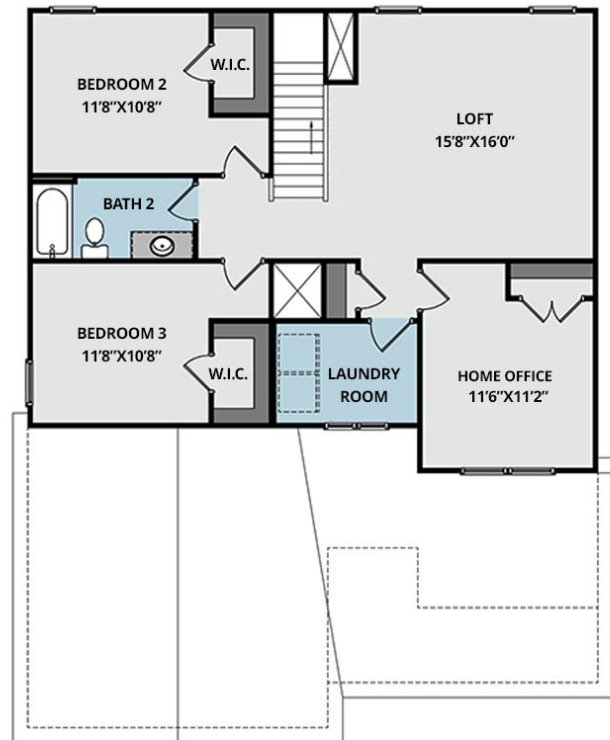 BEDROOM 2
11’8”X10’8”
W.I.C.
LOFT
15’8”X16’0”
BATH 2
BEDROOM 3
11’8”X10’8”
W.I.C.
LAUNDRY
ROOM
HOME OFFICE
11’6”X11’2”